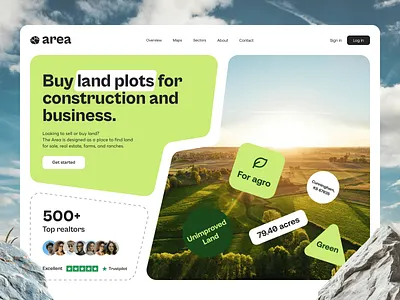 area
Overview
Maps
Sectors
About
Contact
Sign in
Log in
Buy land plots for
construction and
business.
Looking to sell or buy land?
The Area is designed as a place to find land
for sale, real estate, farms, and ranches.
Get started
For agro
Cunningham,
KS 67035
Unimproved
Land
79.40 acres
Green
500+
Top realtors
Excellent
Trustpilot